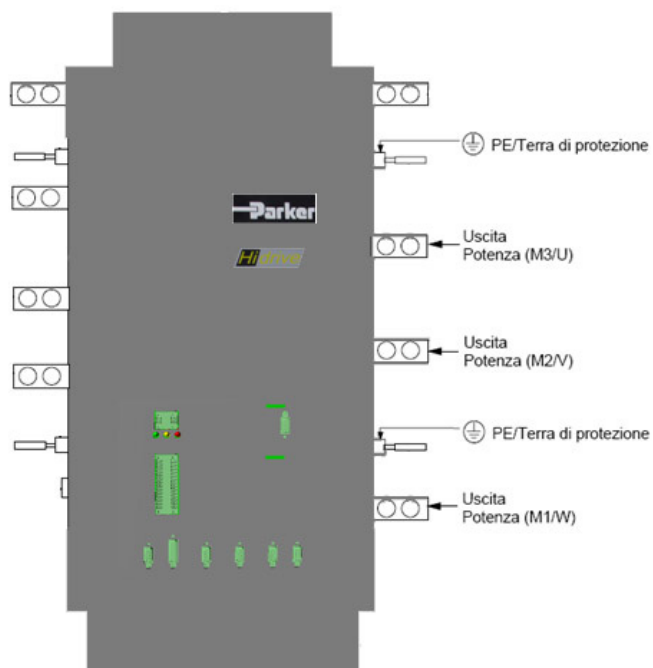 PE/Terra di protezione
Parker
Uscita
Potenza (M3/U)
Hi drive
Uscita
Potenza (M2/V)
PE/Terra di protezione
Uscita
Potenza (M1/W)